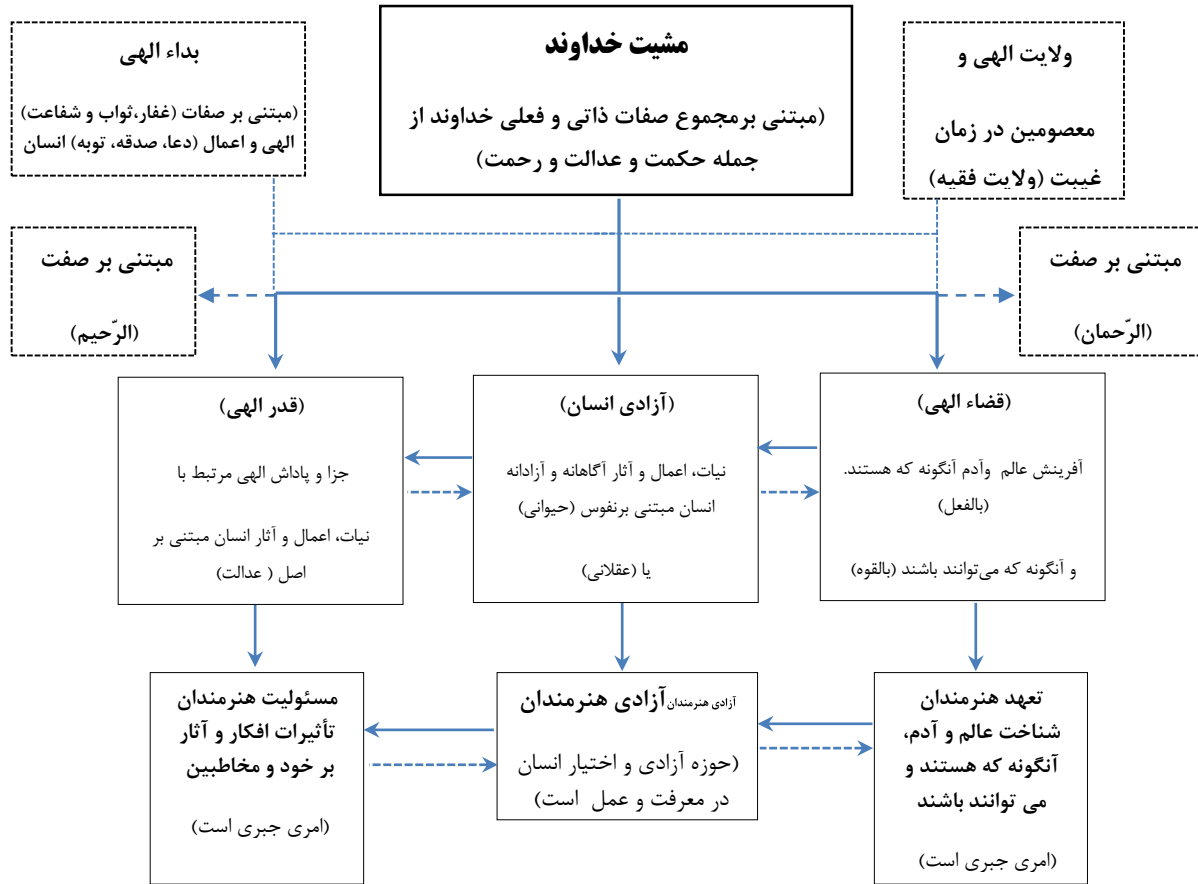 ولایت الهی و
معصومین در زمان
غیبت (ولایت فقیه)
مشیت خداوند
(مبتنی برمجموع صفات ذاتی و فعلی خداوند از
جمله حکمت و عدالت و رحمت)
بداء الهی
(مبتنی بر صفات (غفار،ثواب و شفاعت)
الهی و اعمال (دعا، صدقه، توبه) انسان
مبتنی بر صفت
(الرّحمان)
مبتنی بر صفت
(الرّحیم)
(قضاء الهی)
آفرینش عالم وآدم آنگونه که هستند.
(بالفعل)
و آنگونه که می‌توانند باشند (بالقوه)
(آزادی انسان)
نیات، اعمال و آثار آگاهانه و آزادانه
انسان مبتنی برنفوس (حیوانی)
یا (عقلانی)
(قدر الهی)
جزا و پاداش الهی مرتبط با
نیات، اعمال و آثار انسان مبتنی بر
اصل ( عدالت)
تعهد هنرمندان
شناخت عالم و آدم،
آنگونه که هستند و
می توانند باشند
(امری جبری است)
آزادی هنرمندانآزادی هنرمندان
(حوزه آزادی و اختیار انسان
در معرفت و عمل است)
مسئولیت هنرمندان
تأثیرات افکار و آثار
بر خود و مخاطبین
(امری جبری است)